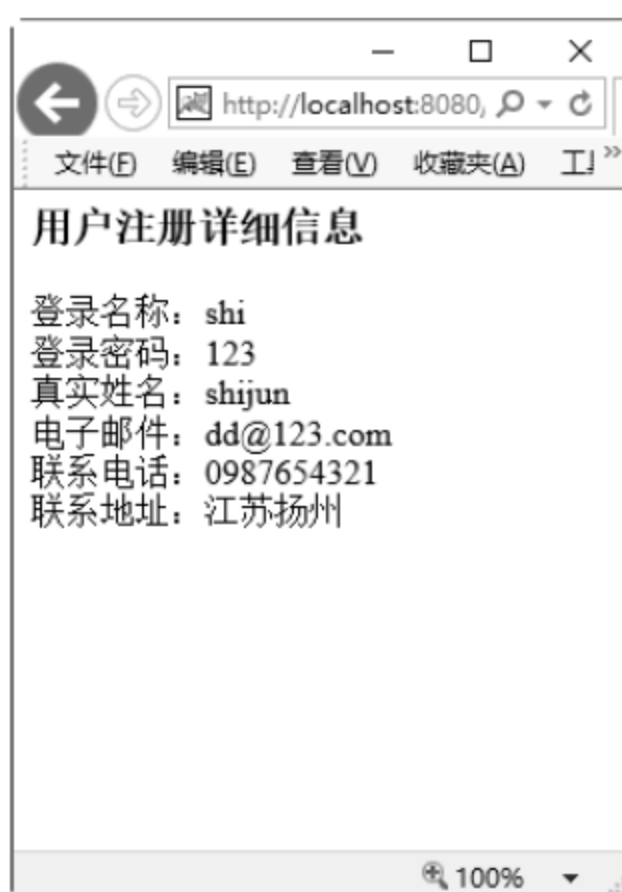 http://localhost:8080,
文件(F) 编辑(E) 查看(V) 收藏夹(A)
用户注册详细信息
登录名称：shi
登录密码：123
真实姓名：shijun
电子邮件：dd@123.com
联系电话：0987654321
联系地址：江苏扬州
100%